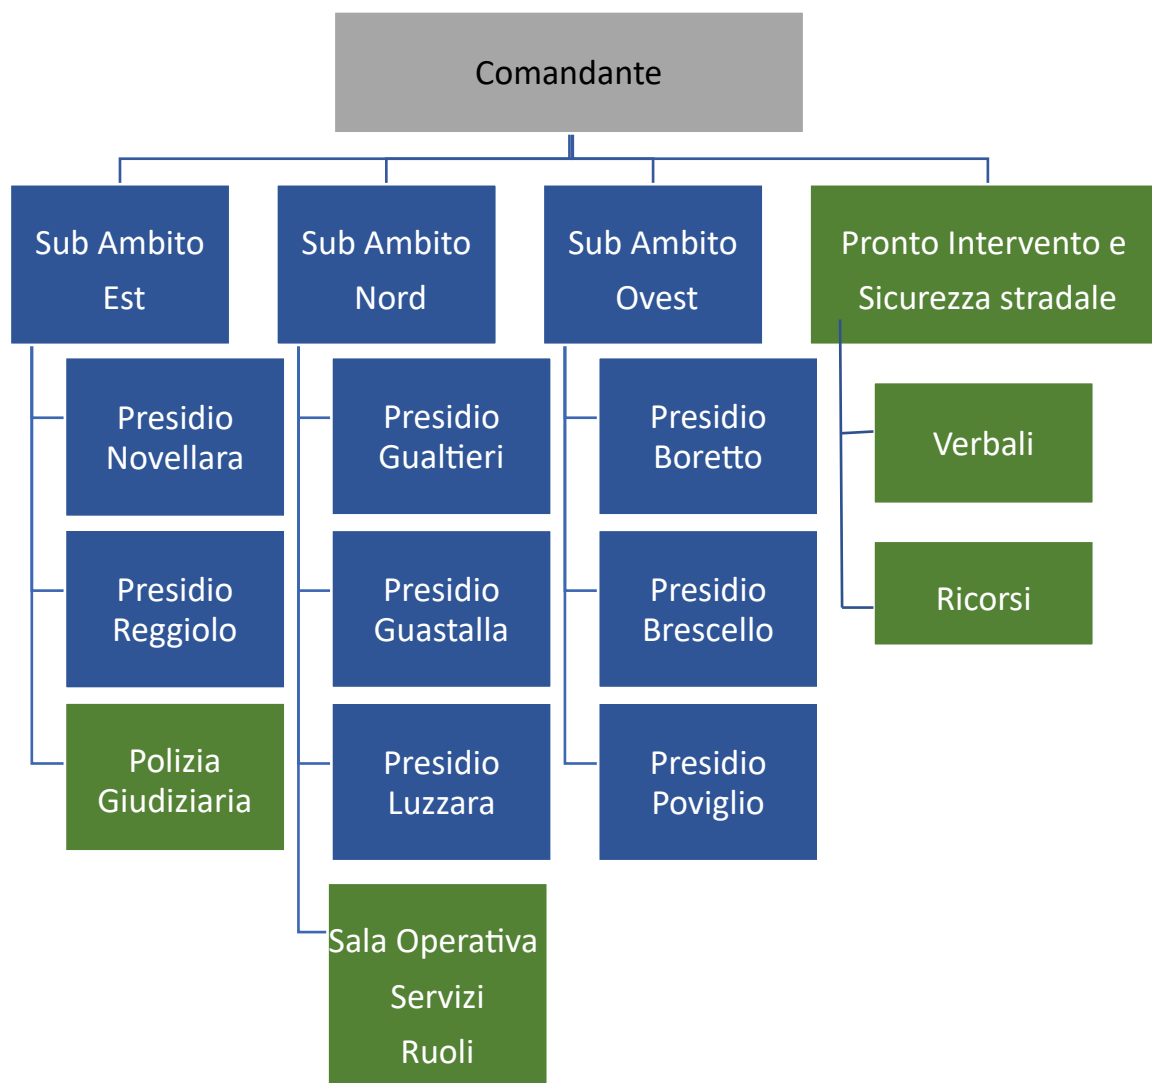 Comandante
Sub Ambito
Est
Sub Ambito
Nord
Sub Ambito
Ovest
Pronto Intervento e
Sicurezza stradale
Presidio
Novellara
Presidio
Reggiolo
Polizia
Giudiziaria
Presidio
Gualtieri
Presidio
Guastalla
Presidio
Luzzara
Sala Operativa
Servizi
Ruoli
Presidio
Boretto
Presidio
Brescello
Presidio
Poviglio
Verbali
Ricorsi